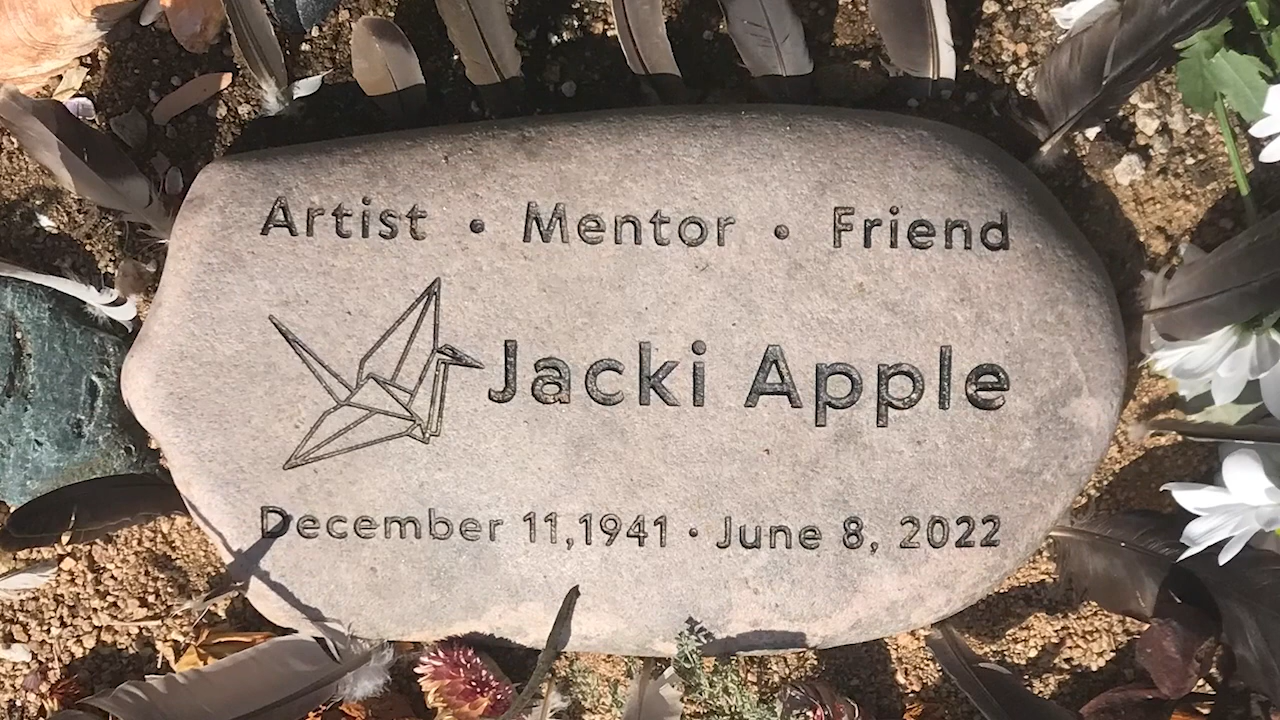 Artist • Mentor • Friend
Jacki Apple
December 11,1941 · June 8, 2022